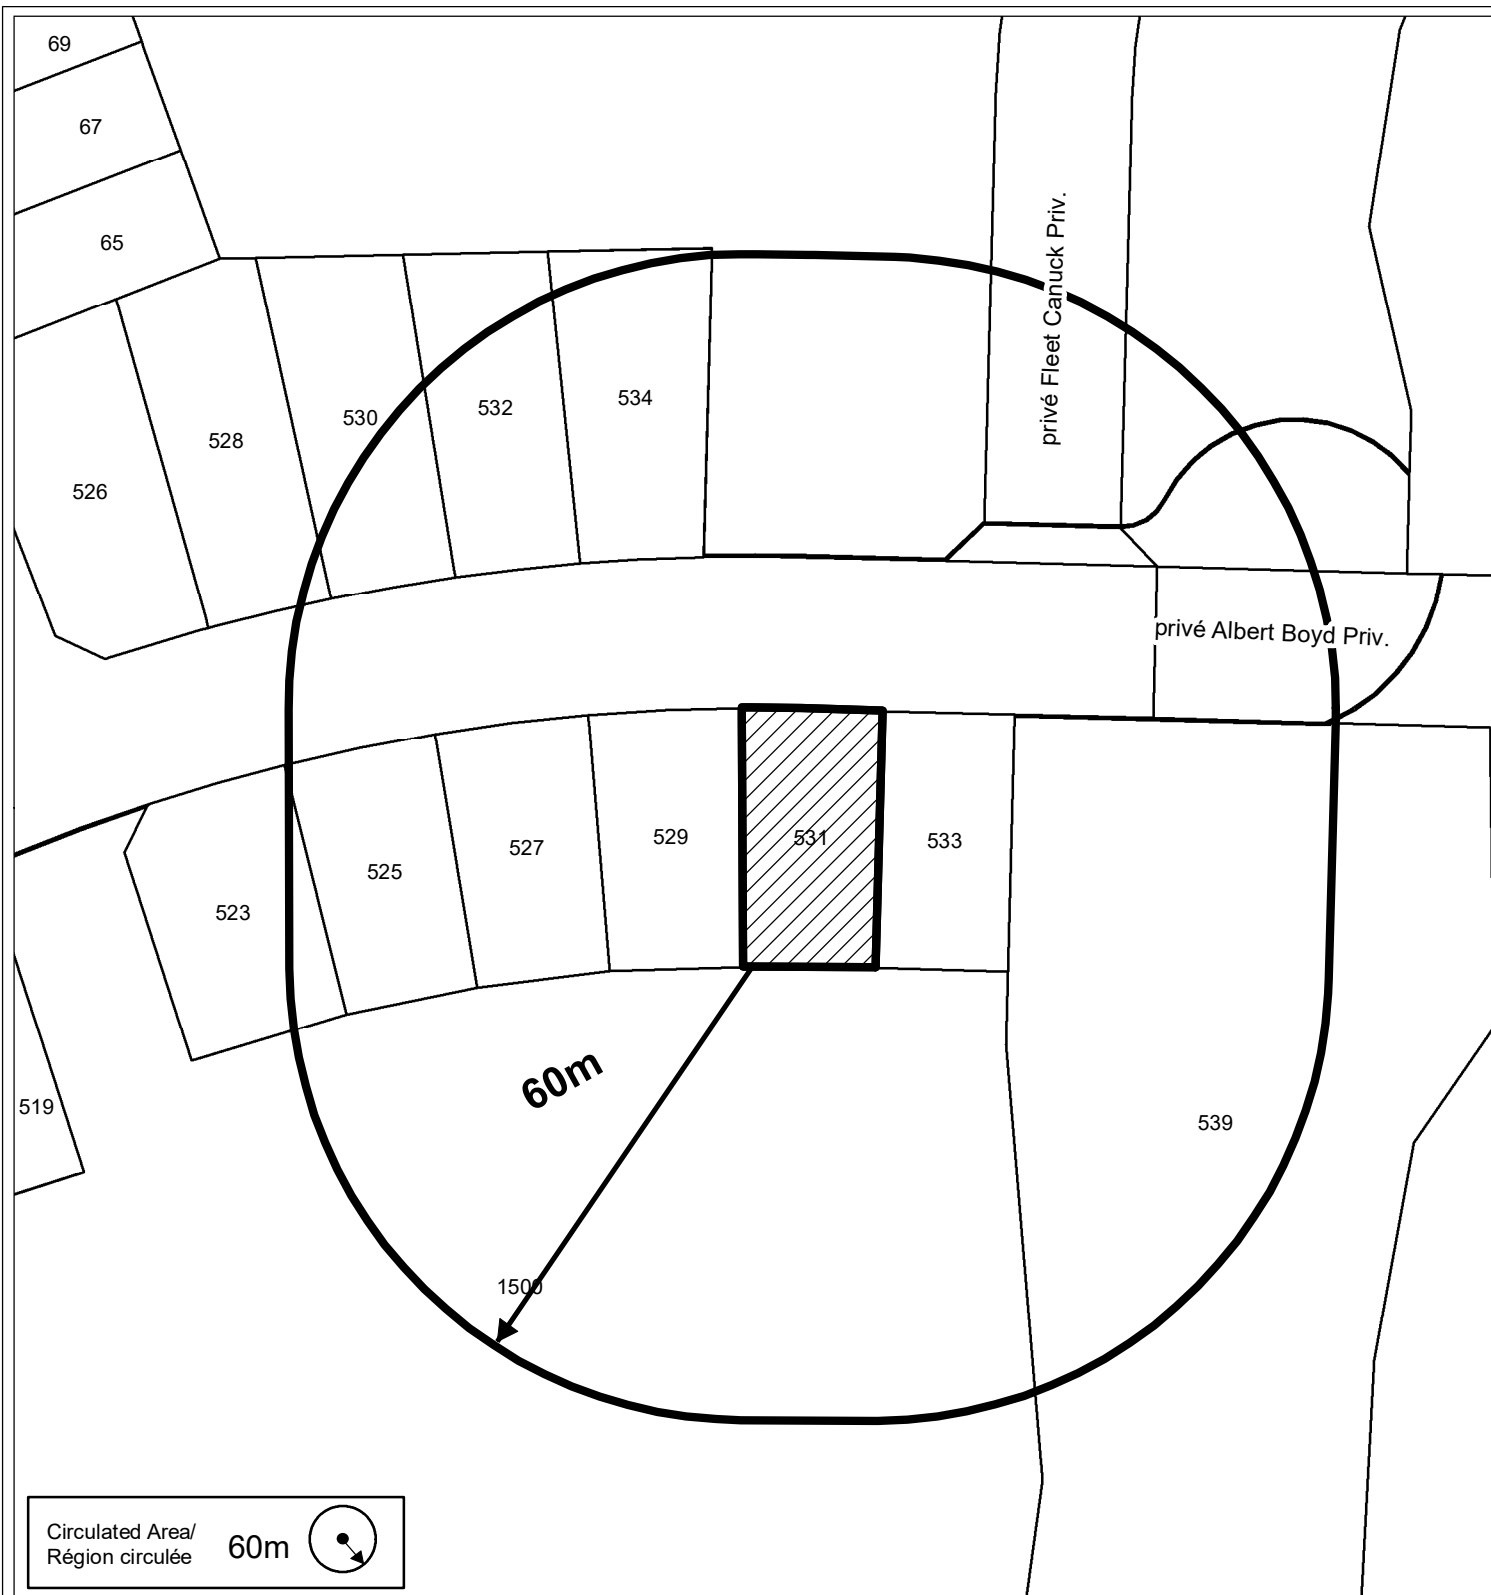 69
67
65
privé Fleet Canuck Priv.
534
532
530
528
526
privé Albert Boyd Priv.
531
533
529
527
525
523
60m
519
539
1500
Circulated Area/
Région circulée
60m